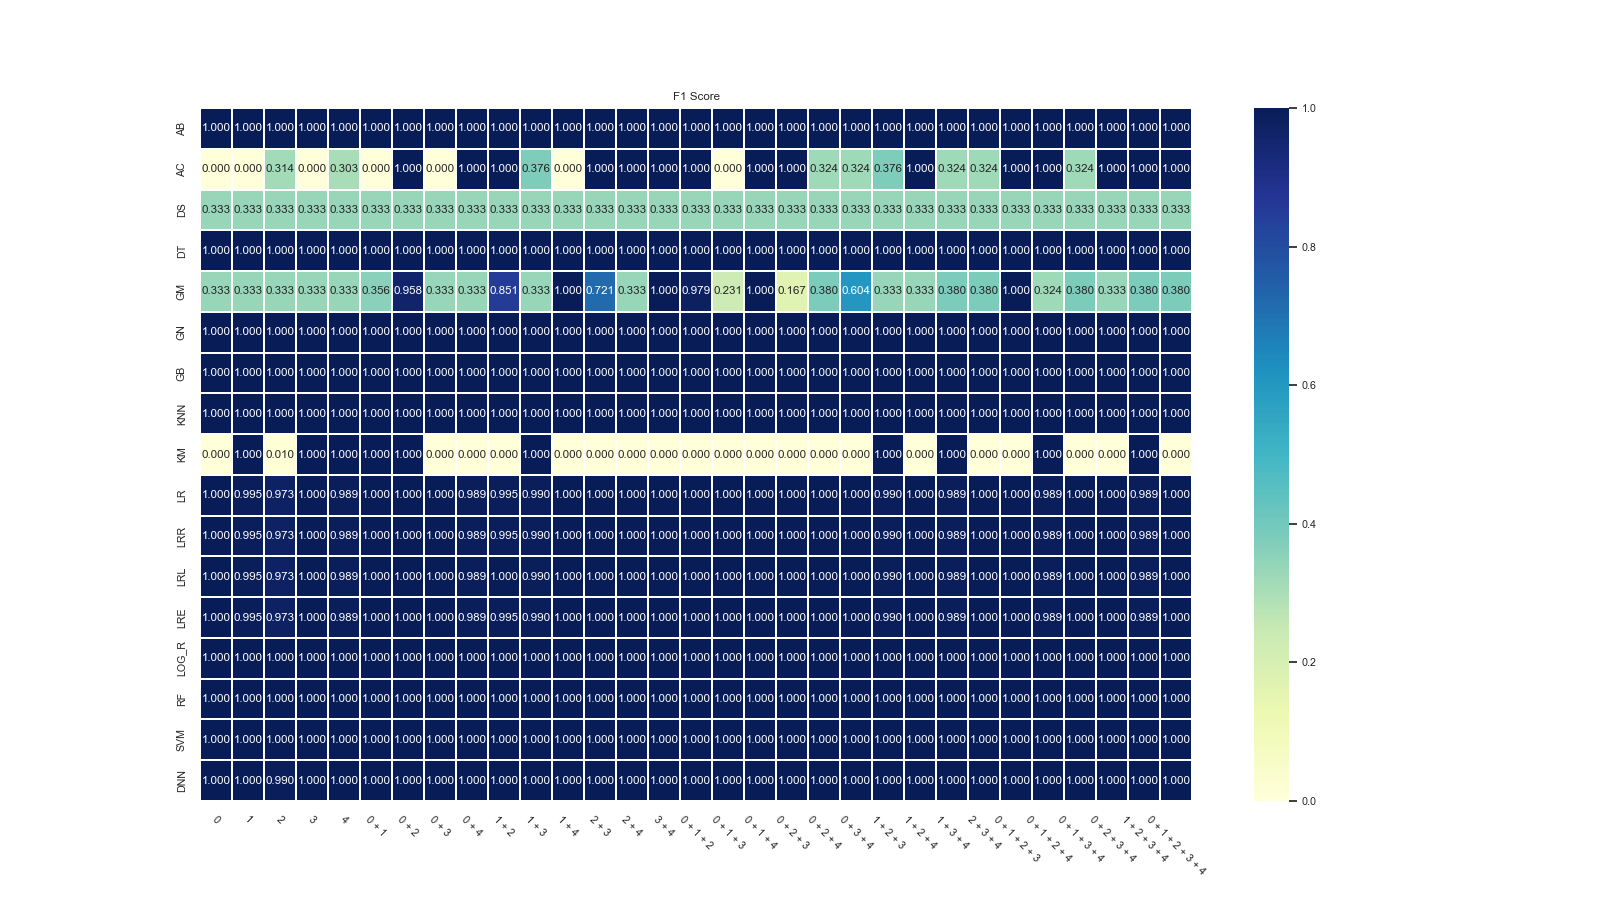 F1 Score
AB 1.000 1.000 1.000 1.000 1.000 1.000 1.000 1.000 1.000 1.000 1.000 1.000 1.000 1.000 1.000 1.000 1.000 1.000 1.000 1.000 1.000 1.000 1.000 1.000 1.000 1.000 1.000 1.000 1.000 1.000 1.000
AC 0.000 0.000 0.314 0.000 0.303 0.000 1.000 0.000 1.000 1.000 0.376 0.000 1.000 1.000 1.000 1.000 0.000 1.000 1.000 0.324 0.324 0.376 1.000 0.324 0.324 1.000 1.000 0.324 1.000 1.000 1.000
DS 0.333 0.333 0.333 0.333 0.333 0.333 0.333 0.333 0.333 0.333 0.333 0.333 0.333 0.333 0.333 0.333 0.333 0.333 0.333 0.333 0.333 0.333 0.333 0.333 0.333 0.333 0.333 0.333 0.333 0.333 0.333
DT 1.000 1.000 1.000 1.000 1.000 1.000 1.000 1.000 1.000 1.000 1.000 1.000 1.000 1.000 1.000 1.000 1.000 1.000 1.000 1.000 1.000 1.000 1.000 1.000 1.000 1.000 1.000 1.000 1.000 1.000 1.000
GM 0.333 0.333 0.333 0.333 0.333 0.356 0.958 0.333 0.333 0.851 0.333 1.000 0.721 0.333 1.000 0.979 0.231 1.000 0.167 0.380 0.604 0.333 0.333 0.380 0.380 1.000 0.324 0.380 0.333 0.380 0.380
GN 1.000 1.000 1.000 1.000 1.000 1.000 1.000 1.000 1.000 1.000 1.000 1.000 1.000 1.000 1.000 1.000 1.000 1.000 1.000 1.000 1.000 1.000 1.000 1.000 1.000 1.000 1.000 1.000 1.000 1.000 1.000
GB 1.000 1.000 1.000 1.000 1.000 1.000 1.000 1.000 1.000 1.000 1.000 1.000 1.000 1.000 1.000 1.000 1.000 1.000 1.000 1.000 1.000 1.000 1.000 1.000 1.000 1.000 1.000 1.000 1.000 1.000 1.000
KNN 1.000 1.000 1.000 1.000 1.000 1.000 1.000 1.000 1.000 1.000 1.000 1.000 1.000 1.000 1.000 1.000 1.000 1.000 1.000 1.000 1.000 1.000 1.000 1.000 1.000 1.000 1.000 1.000 1.000 1.000 1.000
KM 0.000 1.000 0.010 1.000 1.000 1.000 1.000 0.000 0.000 0.000 1.000 0.000 0.000 0.000 0.000 0.000 0.000 0.000 0.000 0.000 0.000 1.000 0.000 1.000 0.000 0.000 1.000 0.000 0.000 1.000 0.000
LR 1.000 0.995 0.973 1.000 0.989 1.000 1.000 1.000 0.989 0.995 0.990 1.000 1.000 1.000 1.000 1.000 1.000 1.000 1.000 1.000 1.000 0.990 1.000 0.989 1.000 1.000 0.989 1.000 1.000 0.989 1.000
LRR 1.000 0.995 0.973 1.000 0.989 1.000 1.000 1.000 0.989 0.995 0.990 1.000 1.000 1.000 1.000 1.000 1.000 1.000 1.000 1.000 1.000 0.990 1.000 0.989 1.000 1.000 0.989 1.000 1.000 0.989 1.000
LRL 1.000 0.995 0.973 1.000 0.989 1.000 1.000 1.000 0.989 1.000 0.990 1.000 1.000 1.000 1.000 1.000 1.000 1.000 1.000 1.000 1.000 0.990 1.000 0.989 1.000 1.000 0.989 1.000 1.000 0.989 1.000
LRE 1.000 0.995 0.973 1.000 0.989 1.000 1.000 1.000 0.989 0.995 0.990 1.000 1.000 1.000 1.000 1.000 1.000 1.000 1.000 1.000 1.000 0.990 1.000 0.989 1.000 1.000 0.989 1.000 1.000 0.989 1.000
LOG_R 1.000 1.000 1.000 1.000 1.000 1.000 1.000 1.000 1.000 1.000 1.000 1.000 1.000 1.000 1.000 1.000 1.000 1.000 1.000 1.000 1.000 1.000 1.000 1.000 1.000 1.000 1.000 1.000 1.000 1.000 1.000
RF 1.000 1.000 1.000 1.000 1.000 1.000 1.000 1.000 1.000 1.000 1.000 1.000 1.000 1.000 1.000 1.000 1.000 1.000 1.000 1.000 1.000 1.000 1.000 1.000 1.000 1.000 1.000 1.000 1.000 1.000 1.000
SVM 1.000 1.000 1.000 1.000 1.000 1.000 1.000 1.000 1.000 1.000 1.000 1.000 1.000 1.000 1.000 1.000 1.000 1.000 1.000 1.000 1.000 1.000 1.000 1.000 1.000 1.000 1.000 1.000 1.000 1.000 1.000
DNN 1.000 1.000 0.990 1.000 1.000 1.000 1.000 1.000 1.000 1.000 1.000 1.000 1.000 1.000 1.000 1.000 1.000 1.000 1.000 1.000 1.000 1.000 1.000 1.000 1.000 1.000 1.000 1.000 1.000 1.000 1.000
0
1
2
3
4
0 + 1
0 + 2
0 + 3
0 + 4
1 + 2
1 + 3
1 + 4
2 + 3
2 + 4
3 + 4
0 + 1 + 2
0 + 1 + 3
0 + 1 + 4
0 + 2 + 3
0 + 2 + 4
0 + 3 + 4
1 + 2 + 3
1 + 2 + 4
1 + 3 + 4
2 + 3 + 4
0 + 1 + 2 + 3
0 + 1 + 2 + 4
0 + 1 + 3 + 4
0 + 2 + 3 + 4
1 + 2 + 3 + 4
0 + 1 + 2 + 3 + 4
1.0
0.8
0.6
0.4
0.2
0.0